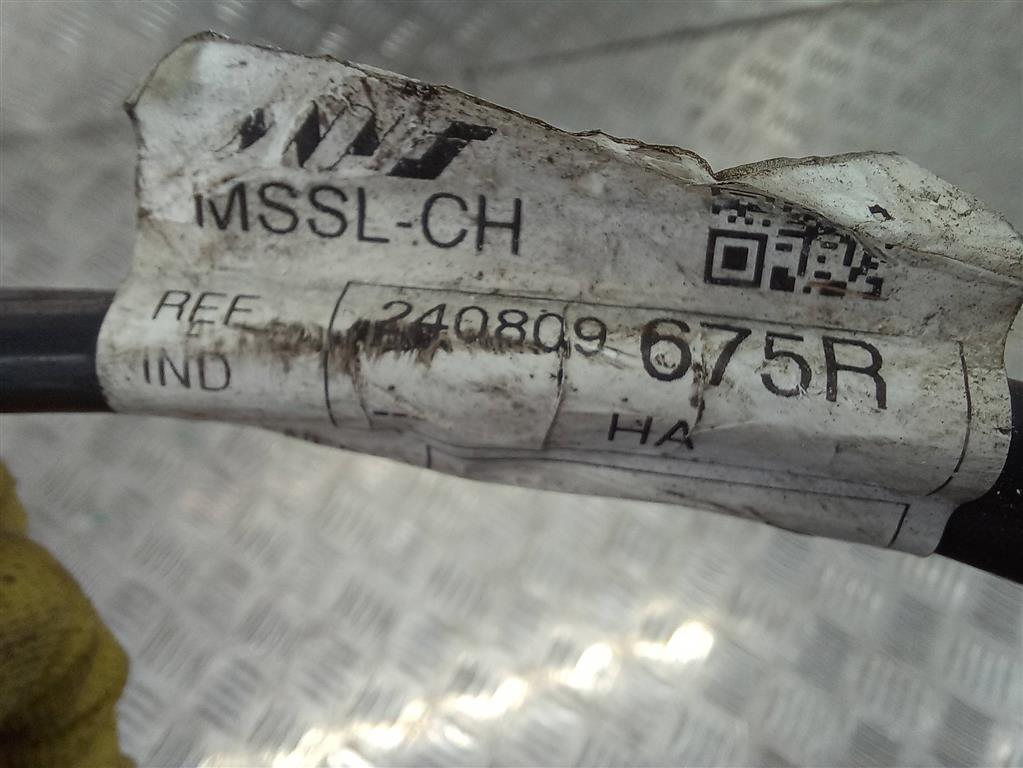 MSSL-CH
REF 240809 675R
IND -- HA